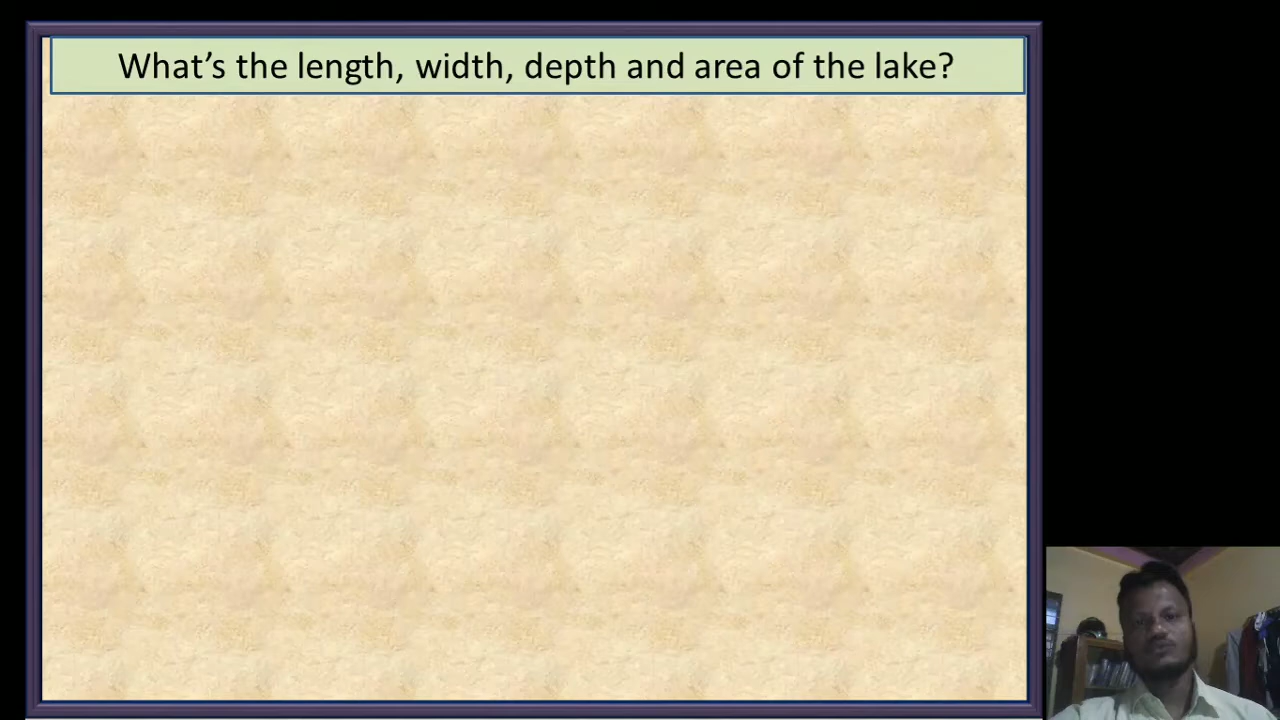 What’s the length, width, depth and area of the lake?